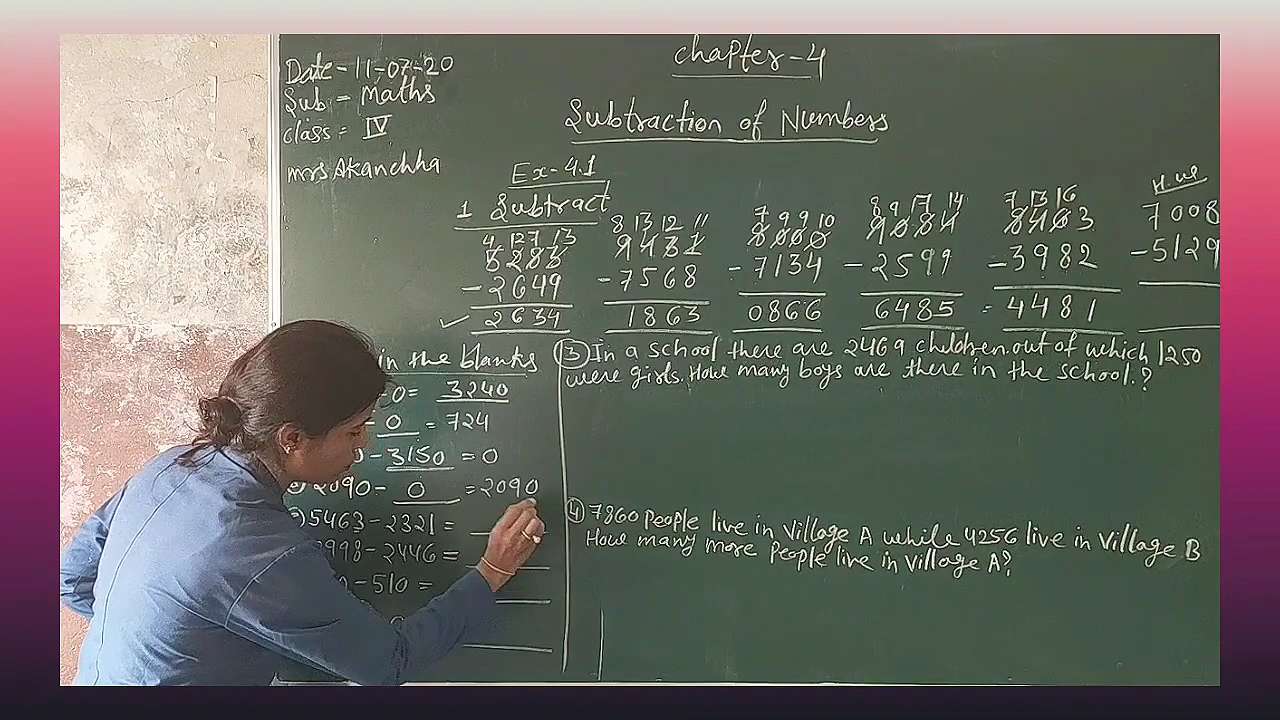 Date - 11-07-20
Sub = Maths
class = IV
mrs Akanchha
chapter-4
Subtraction of Numbers
Ex-4.1
1 Subtract
4 12 7 13
5283
-2649
2634
8 13 12 11
9431
-7568
1863
7 9 9 10
8000
-7134
0866
8 9 17 14
9084
-2599
6485
7 13 16
8463
-3982
4481
H.W
7008
-5129
in the blanks
0= 3240
- 0 = 724
0 - 3150 = 0
2090 - 0 = 2090
5463 - 2321 =
998 - 2446 =
- 510 =
③ In a school there are 2469 children.out of which 1250
were girls. How many boys are there in the school.?
④ 7860 People live in Village A while 4256 live in Village B
How many more People live in Village A?